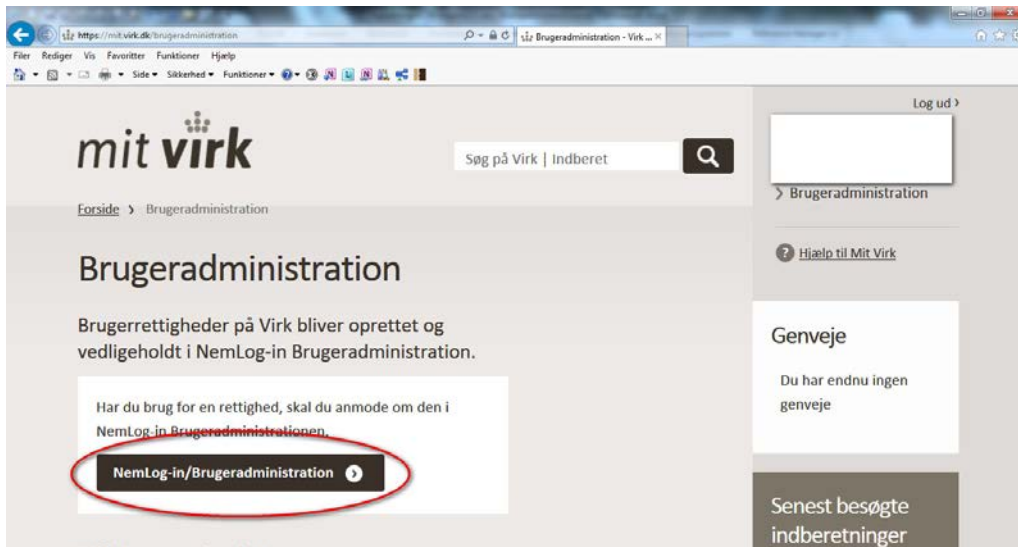 https://mit.virk.dk/brugeradministration
Brugeradministration - Virk ...
Filer Rediger Vis Favoritter Funktioner Hjælp
Side Sikkerhed Funktioner
Log ud
mit virk
Søg på Virk | Indberet
Brugeradministration
Forside > Brugeradministration
Hjælp til Mit Virk
Brugeradministration
Brugerrettigheder på Virk bliver oprettet og
vedligeholdt i NemLog-in Brugeradministration.
Genveje
Du har endnu ingen
genveje
Har du brug for en rettighed, skal du anmode om den i
NemLog-in Brugeradministrationen.
NemLog-in/Brugeradministration
Senest besøgte
indberetninger